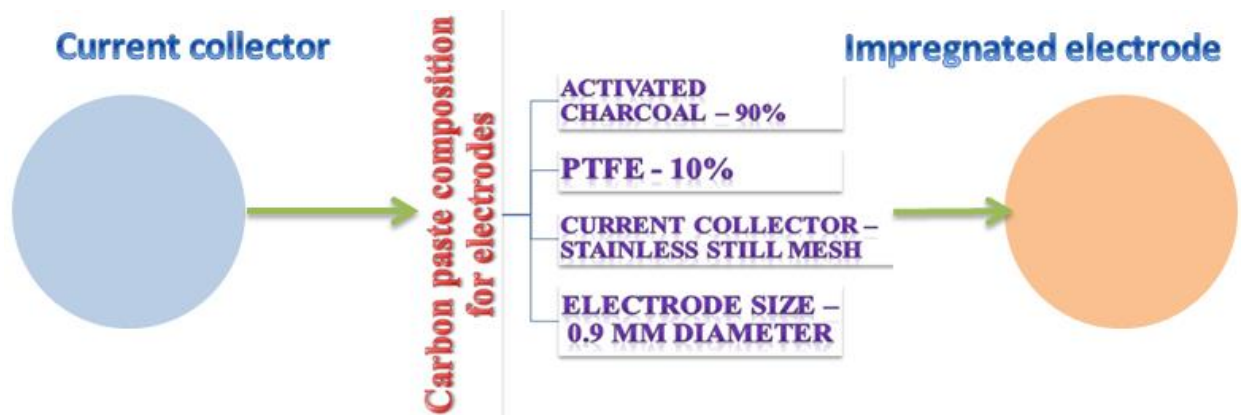 Current collector
Carbon paste composition
for electrodes
ACTIVATED
CHARCOAL – 90%
PTFE - 10%
CURRENT COLLECTOR –
STAINLESS STILL MESH
ELECTRODE SIZE –
0.9 MM DIAMETER
Impregnated electrode